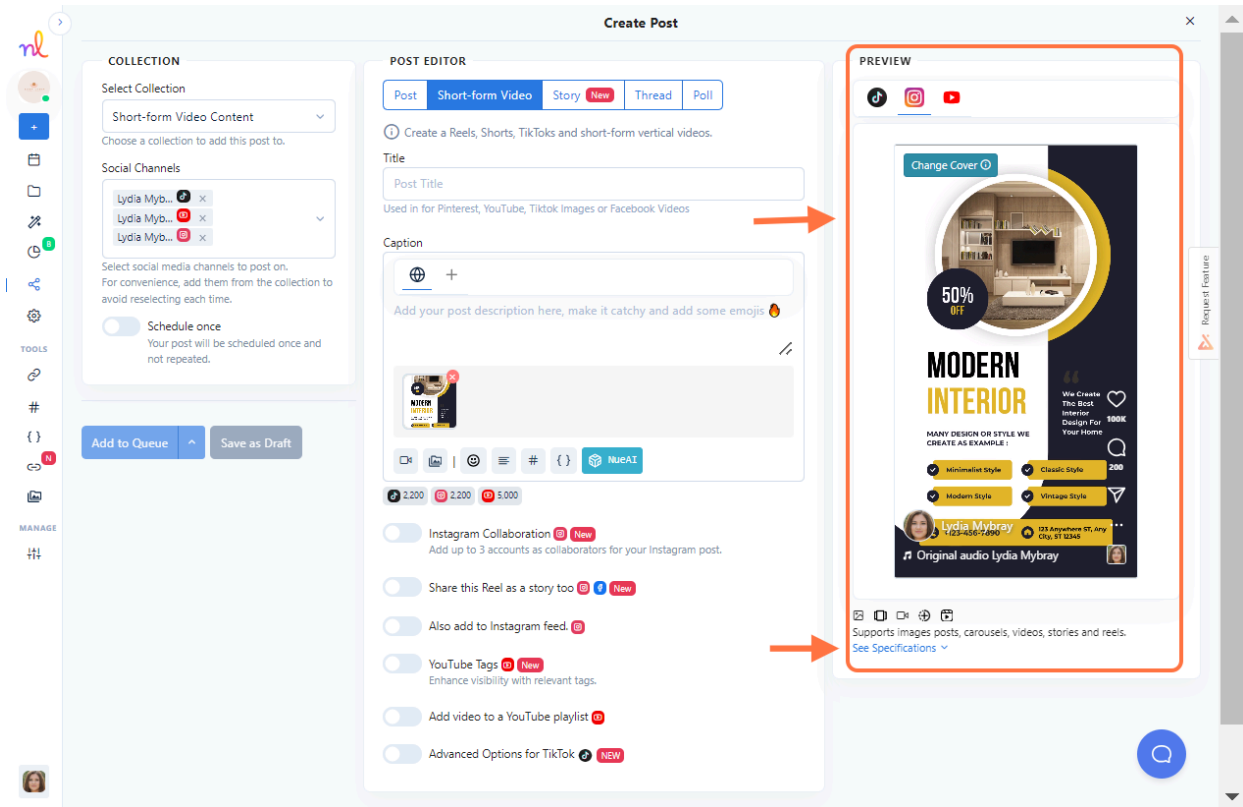 Create Post
nl
B
TOOLS
N
MANAGE
COLLECTION
Select Collection
Short-form Video Content
Choose a collection to add this post to.
Social Channels
Lydia Myb...
Lydia Myb...
Lydia Myb...
Select social media channels to post on.
For convenience, add them from the collection to
avoid reselecting each time.
Schedule once
Your post will be scheduled once and
not repeated.
Add to Queue
Save as Draft
POST EDITOR
Post Short-form Video Story New Thread Poll
Create a Reels, Shorts, TikToks and short-form vertical videos.
Title
Post Title
Used in for Pinterest, YouTube, Tiktok Images or Facebook Videos
Caption
Add your post description here, make it catchy and add some emojis 🔥
MODERN
INTERIOR
# { } NueAI
2,200 2,200 5,000
Instagram Collaboration New
Add up to 3 accounts as collaborators for your Instagram post.
Share this Reel as a story too New
Also add to Instagram feed.
YouTube Tags New
Enhance visibility with relevant tags.
Add video to a YouTube playlist
Advanced Options for TikTok NEW
PREVIEW
Change Cover
50%
OFF
MODERN
INTERIOR
We Create
The Best
Interior
Design For
Your Home
100K
MANY DESIGN OR STYLE WE
CREATE AS EXAMPLE :
200
Minimalist Style Classic Style
Modern Style Vintage Style
Lydia Mybray
+123-456-7890
123 Anywhere ST, Any
City, ST 12345
Original audio Lydia Mybray
Supports images posts, carousels, videos, stories and reels.
See Specifications
Request Feature